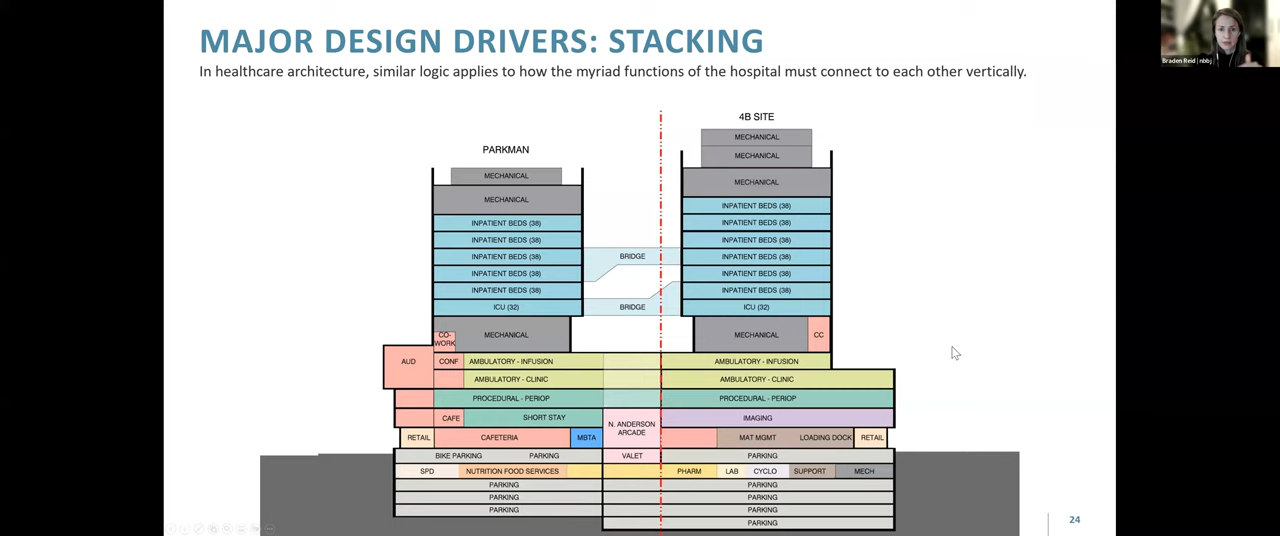 MAJOR DESIGN DRIVERS: STACKING
In healthcare architecture, similar logic applies to how the myriad functions of the hospital must connect to each other vertically.
Braden Reid | nbbj
4B SITE
PARKMAN
MECHANICAL
MECHANICAL
MECHANICAL
MECHANICAL
MECHANICAL
INPATIENT BEDS (38)
INPATIENT BEDS (38)
INPATIENT BEDS (38)
INPATIENT BEDS (38)
INPATIENT BEDS (38)
INPATIENT BEDS (38)
INPATIENT BEDS (38)
BRIDGE
INPATIENT BEDS (38)
INPATIENT BEDS (38)
INPATIENT BEDS (38)
INPATIENT BEDS (38)
ICU (32)
BRIDGE
ICU (32)
CO-
WORK
MECHANICAL
MECHANICAL
CC
AUD
CONF
AMBULATORY - INFUSION
AMBULATORY - INFUSION
AMBULATORY - CLINIC
AMBULATORY - CLINIC
PROCEDURAL - PERIOP
PROCEDURAL - PERIOP
CAFE
SHORT STAY
N. ANDERSON
ARCADE
IMAGING
RETAIL
CAFETERIA
MBTA
MAT MGMT
LOADING DOCK
RETAIL
BIKE PARKING
PARKING
VALET
PARKING
SPD
NUTRITION FOOD SERVICES
PHARM
LAB
CYCLO
SUPPORT
MECH
PARKING
PARKING
PARKING
PARKING
PARKING
PARKING
PARKING
24